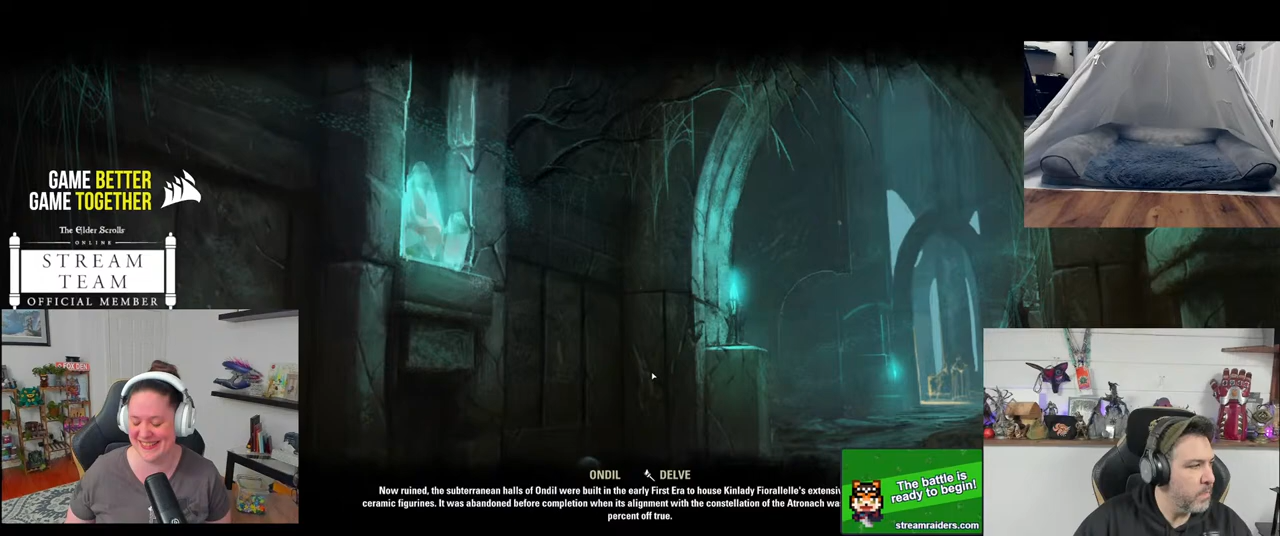 GAME BETTER
GAME TOGETHER
The Elder Scrolls
ONLINE
STREAM
TEAM
OFFICIAL MEMBER
FOX DEN
ONDIL DELVE
Now ruined, the subterranean halls of Ondil were built in the early First Era to house Kinlady Fiorallelle's
ceramic figurines. It was abandoned before completion when its alignment with the constellation of the Atronach
percent off true.
The battle is
ready to begin!
streamraiders.com